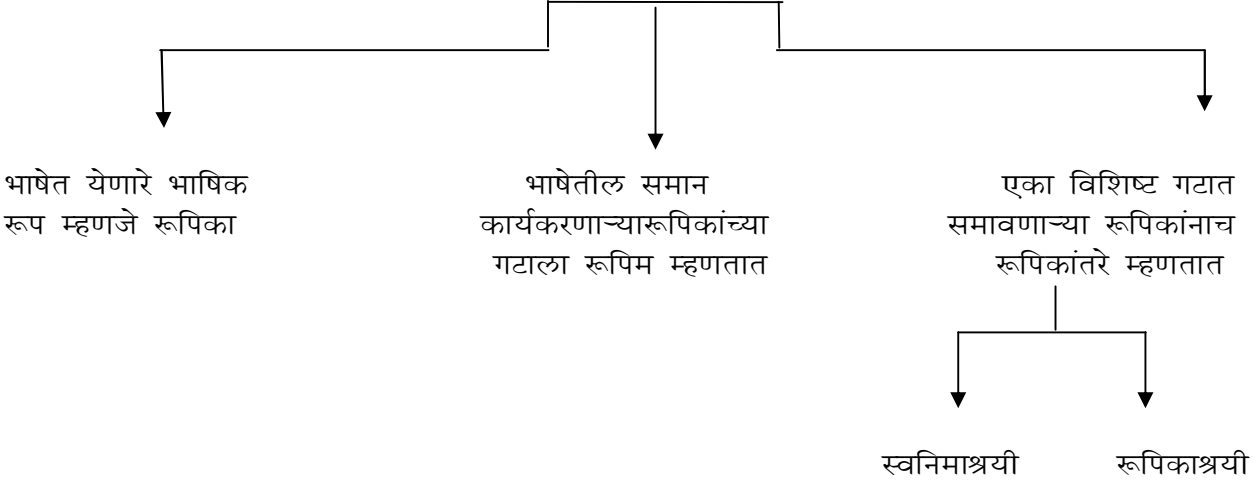 भाषेत येणारे भाषिक
रूप म्हणजे रूपिका
भाषेतील समान
कार्यकरणाऱ्यारूपिकांच्या
गटाला रूपिम म्हणतात
एका विशिष्ट गटात
समावणाऱ्या रूपिकांनाच
रूपिकांतरे म्हणतात
स्वनिमाश्रयी
रूपिकाश्रयी